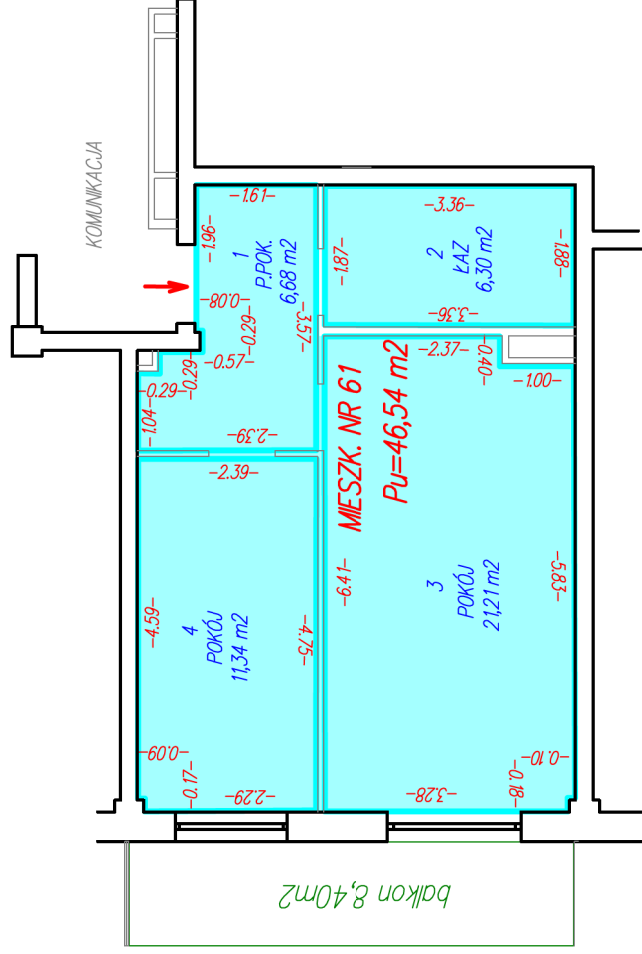 KOMUNIKACJA
-1.61-
-1.96-
1
P.POK.
6,68 m2
-0.08-
-0.29-
-3.57-
-0.57-
-0.29-
-0.29-
-1.04-
-2.39-
-3.36-
-1.87-
2
ŁAZ
6,30 m2
-1.88-
-3.36-
-2.37-
-0.40-
-1.00-
MIESZK. NR 61
Pu=46,54 m2
-2.39-
-4.59-
4
POKÓJ
11,34 m2
-4.75-
-0.09-
-0.17-
-2.29-
-6.41-
3
POKÓJ
21,21 m2
-5.83-
-0.10-
-0.18-
-3.28-
balkon 8,40m2